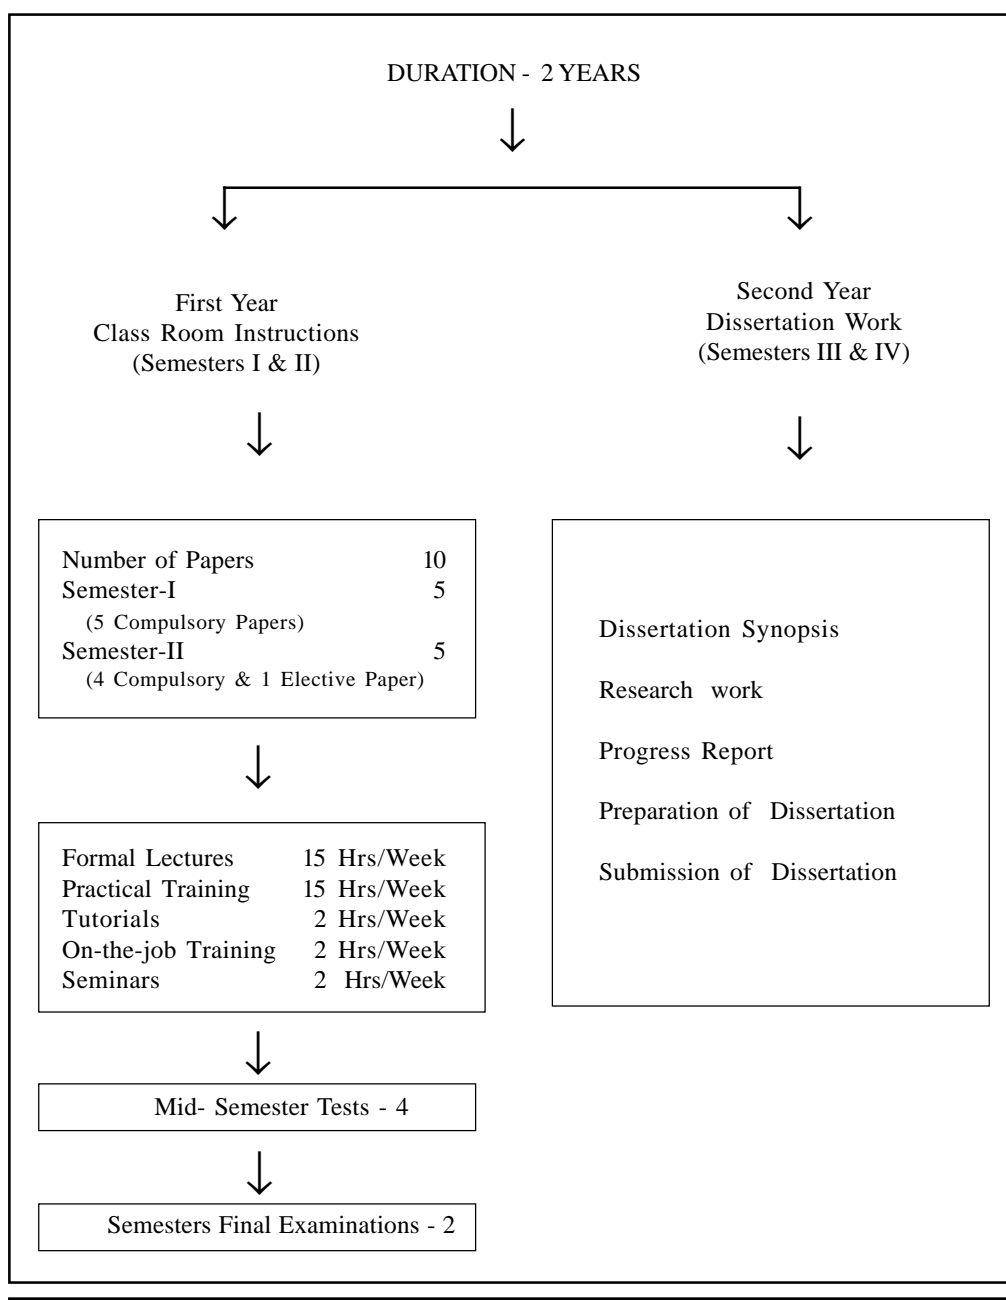 DURATION - 2 YEARS
First Year
Class Room Instructions
(Semesters I & II)
Second Year
Dissertation Work
(Semesters III & IV)
Number of Papers 10
Semester-I 5
(5 Compulsory Papers)
Semester-II 5
(4 Compulsory & 1 Elective Paper)
Formal Lectures 15 Hrs/Week
Practical Training 15 Hrs/Week
Tutorials 2 Hrs/Week
On-the-job Training 2 Hrs/Week
Seminars 2 Hrs/Week
Mid- Semester Tests - 4
Semesters Final Examinations - 2
Dissertation Synopsis
Research work
Progress Report
Preparation of Dissertation
Submission of Dissertation